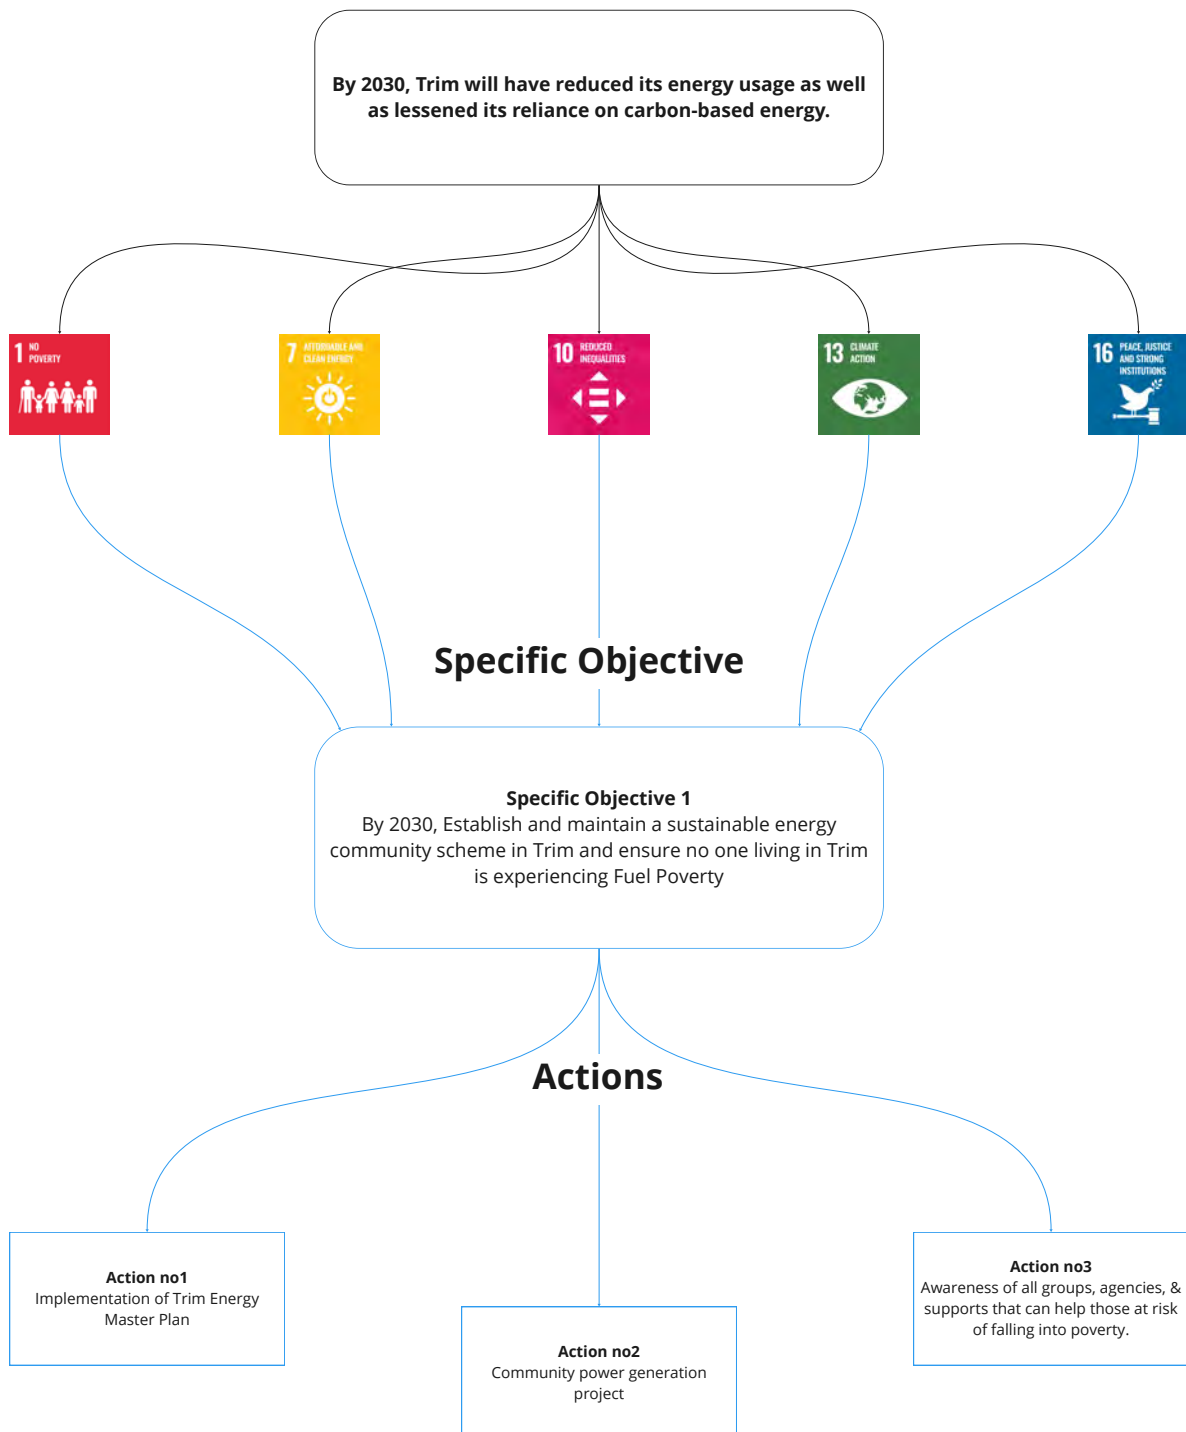 By 2030, Trim will have reduced its energy usage as well
as lessened its reliance on carbon-based energy.
1 NO
POVERTY
7 AFFORDABLE AND
CLEAN ENERGY
10 REDUCED
INEQUALITIES
13 CLIMATE
ACTION
16 PEACE, JUSTICE
AND STRONG
INSTITUTIONS
Specific Objective
Specific Objective 1
By 2030, Establish and maintain a sustainable energy
community scheme in Trim and ensure no one living in Trim
is experiencing Fuel Poverty
Actions
Action no1
Implementation of Trim Energy
Master Plan
Action no2
Community power generation
project
Action no3
Awareness of all groups, agencies, &
supports that can help those at risk
of falling into poverty.